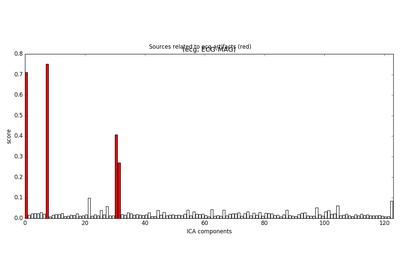 Sources related to ecg artifacts (red)
(ecg, ECG-MAG)
0.8
0.7
0.6
0.5
0.4
0.3
0.2
0.1
0.0
score
0 20 40 60 80 100 120
ICA components